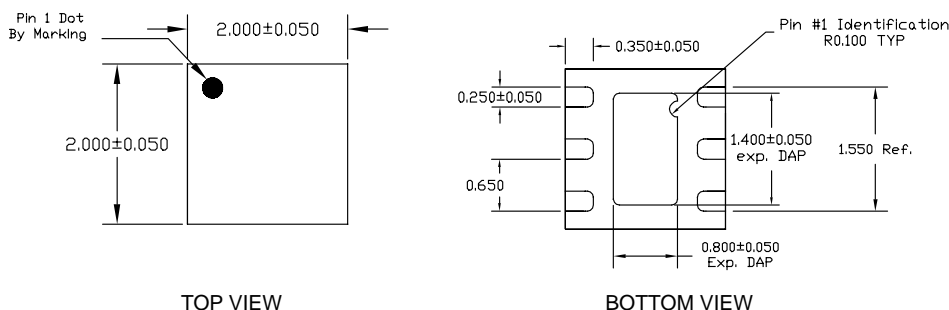 Pin 1 Dot
By Marking
2.000±0.050
2.000±0.050
TOP VIEW
Pin #1 Identification
R0.100 TYP
0.350±0.050
0.250±0.050
0.650
1.400±0.050
exp. DAP
1.550 Ref.
0.800±0.050
Exp. DAP
BOTTOM VIEW